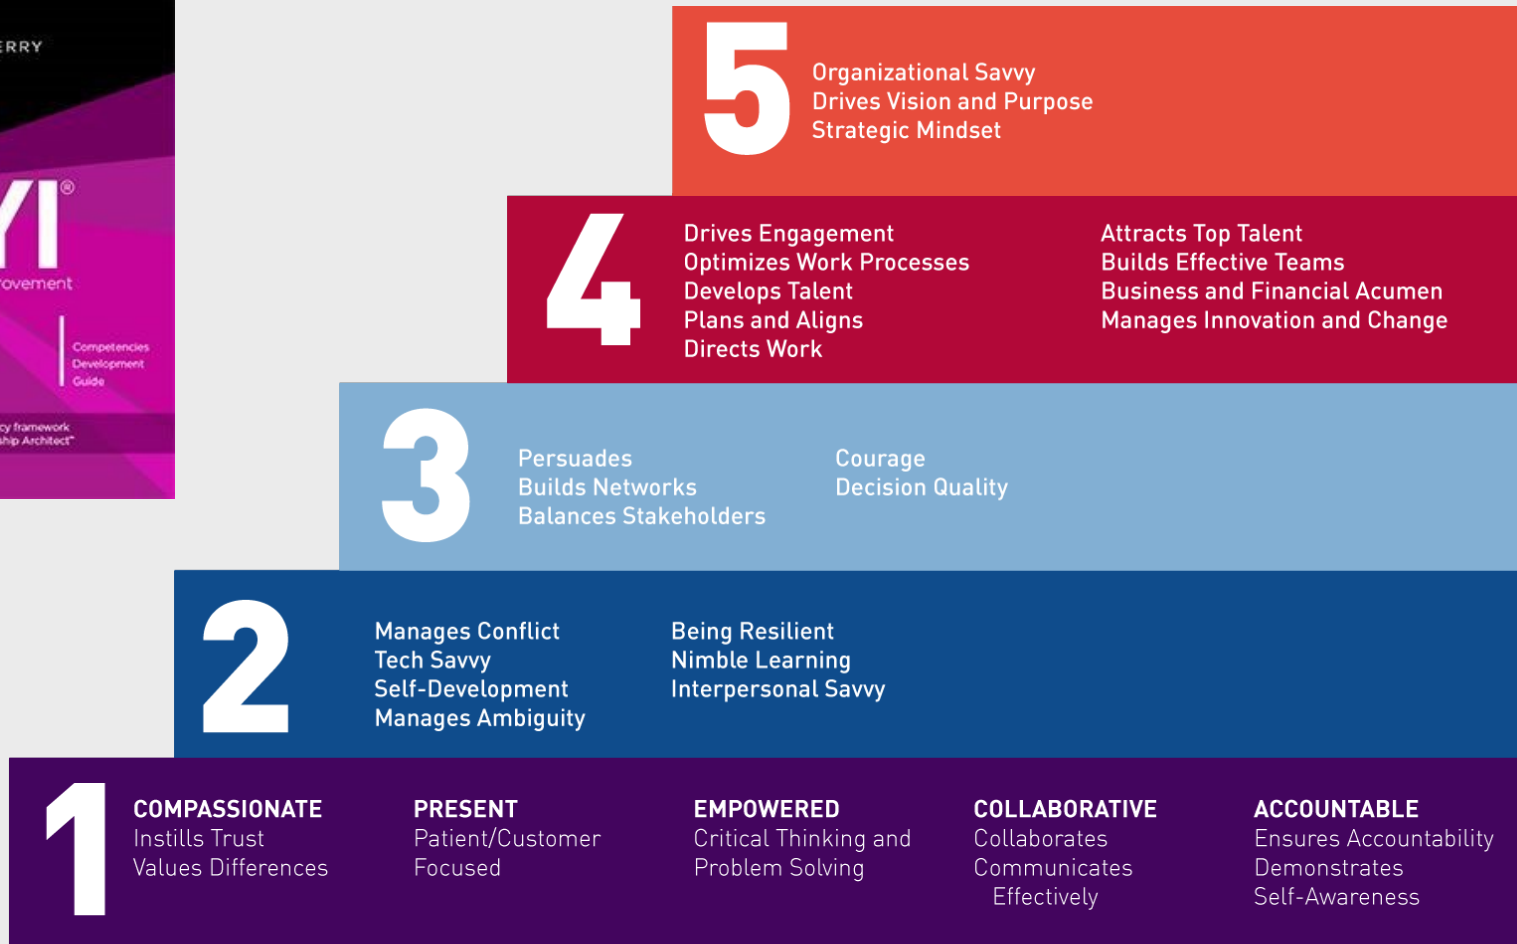 ERRY
YI®
rovement
Competencies
Development
Guide
cy framework
ship Architect™
5
Organizational Savvy
Drives Vision and Purpose
Strategic Mindset
4
Drives Engagement
Optimizes Work Processes
Develops Talent
Plans and Aligns
Directs Work
Attracts Top Talent
Builds Effective Teams
Business and Financial Acumen
Manages Innovation and Change
3
Persuades
Builds Networks
Balances Stakeholders
Courage
Decision Quality
2
Manages Conflict
Tech Savvy
Self-Development
Manages Ambiguity
Being Resilient
Nimble Learning
Interpersonal Savvy
1
COMPASSIONATE
Instills Trust
Values Differences
PRESENT
Patient/Customer
Focused
EMPOWERED
Critical Thinking and
Problem Solving
COLLABORATIVE
Collaborates
Communicates
Effectively
ACCOUNTABLE
Ensures Accountability
Demonstrates
Self-Awareness